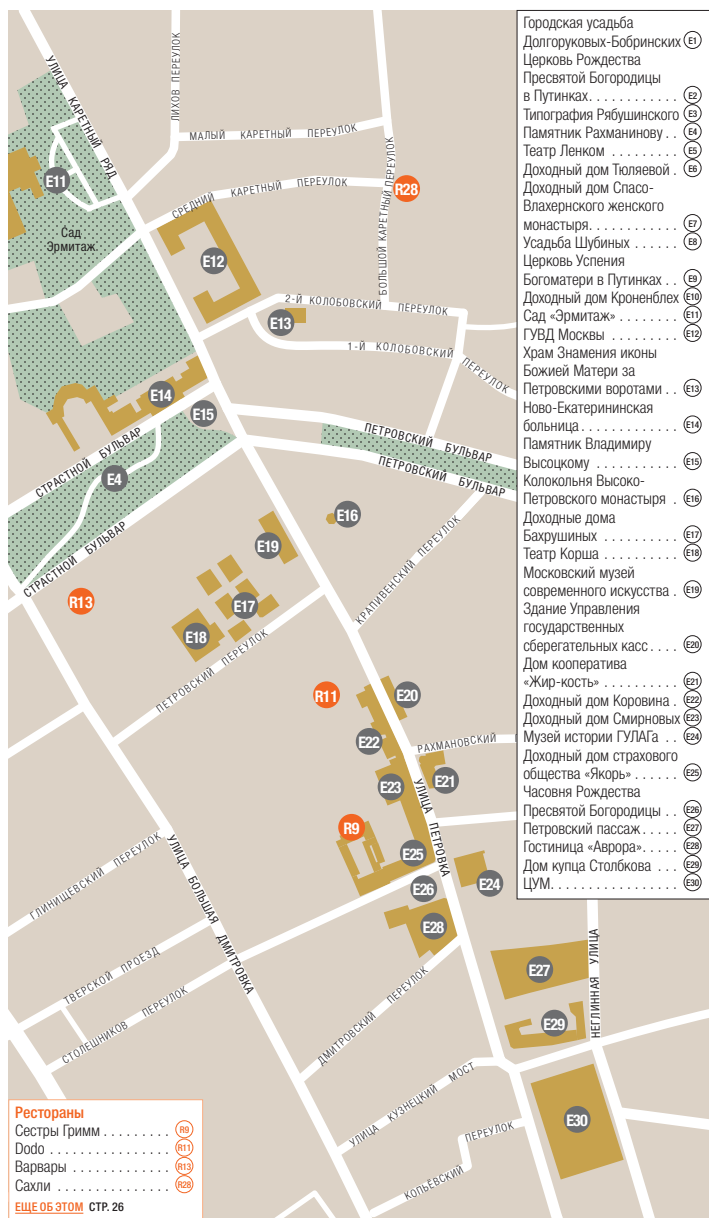 Городская усадьба
Долгоруковых-Бобринских E1
Церковь Рождества
Пресвятой Богородицы
в Путинках. . . . . . . . . . . . E2
Типография Рябушинского E3
Памятник Рахманинову . . E4
Театр Ленком . . . . . . . . . E5
Доходный дом Тюляевой . E6
Доходный дом Спасо-
Влахернского женского
монастыря. . . . . . . . . . . . E7
Усадьба Шубиных . . . . . . E8
Церковь Успения
Богоматери в Путинках . . E9
Доходный дом Кроненблех E10
Сад «Эрмитаж» . . . . . . . . E11
ГУВД Москвы . . . . . . . . . E12
Храм Знамения иконы
Божией Матери за
Петровскими воротами . . E13
Ново-Екатерининская
больница . . . . . . . . . . . . . E14
Памятник Владимиру
Высоцкому . . . . . . . . . . . E15
Колокольня Высоко-
Петровского монастыря . E16
Доходные дома
Бахрушиных . . . . . . . . . . E17
Театр Корша . . . . . . . . . . E18
Московский музей
современного искусства . E19
Здание Управления
государственных
сберегательных касс . . . . E20
Дом кооператива
«Жир-кость» . . . . . . . . . . E21
Доходный дом Коровина . E22
Доходный дом Смирновых E23
Музей истории ГУЛАГа . . E24
Доходный дом страхового
общества «Якорь» . . . . . . E25
Часовня Рождества
Пресвятой Богородицы . . E26
Петровский пассаж . . . . . E27
Гостиница «Аврора». . . . . E28
Дом купца Столбкова . . . E29
ЦУМ. . . . . . . . . . . . . . . . E30
УЛИЦА КАРЕТНЫЙ РЯД
ЛИХОВ ПЕРЕУЛОК
МАЛЫЙ КАРЕТНЫЙ ПЕРЕУЛОК
E11
СРЕДНИЙ КАРЕТНЫЙ ПЕРЕУЛОК
R28
БОЛЬШОЙ КАРЕТНЫЙ ПЕРЕУЛОК
Сад
Эрмитаж.
E12
2-Й КОЛОБОВСКИЙ ПЕРЕУЛОК
E13
1-Й КОЛОБОВСКИЙ ПЕРЕУЛОК
E14
E15
ПЕТРОВСКИЙ БУЛЬВАР
ПЕТРОВСКИЙ БУЛЬВАР
СТРАСТНОЙ БУЛЬВАР
E4
СТРАСТНОЙ БУЛЬВАР
E16
E19
КРАПИВЕНСКИЙ ПЕРЕУЛОК
R13
E17
E18
ПЕТРОВСКИЙ ПЕРЕУЛОК
R11
E20
E22
РАХМАНОВСКИЙ
E21
E23
УЛИЦА ПЕТРОВКА
R9
E25
E24
E26
E28
ГЛИНИЩЕВСКИЙ ПЕРЕУЛОК
УЛИЦА БОЛЬШАЯ ДМИТРОВКА
ТВЕРСКОЙ ПРОЕЗД
СТОЛЕШНИКОВ ПЕРЕУЛОК
E27
НЕГЛИННАЯ УЛИЦА
ДМИТРОВСКИЙ ПЕРЕУЛОК
E29
УЛИЦА КУЗНЕЦКИЙ МОСТ
E30
КОПЬЁВСКИЙ ПЕРЕУЛОК
Рестораны
Сестры Гримм . . . . . . . . . R9
Dodo . . . . . . . . . . . . . . . R11
Варвары . . . . . . . . . . . . . R13
Сахли . . . . . . . . . . . . . . . R28
ЕЩЕ ОБ ЭТОМ СТР. 26